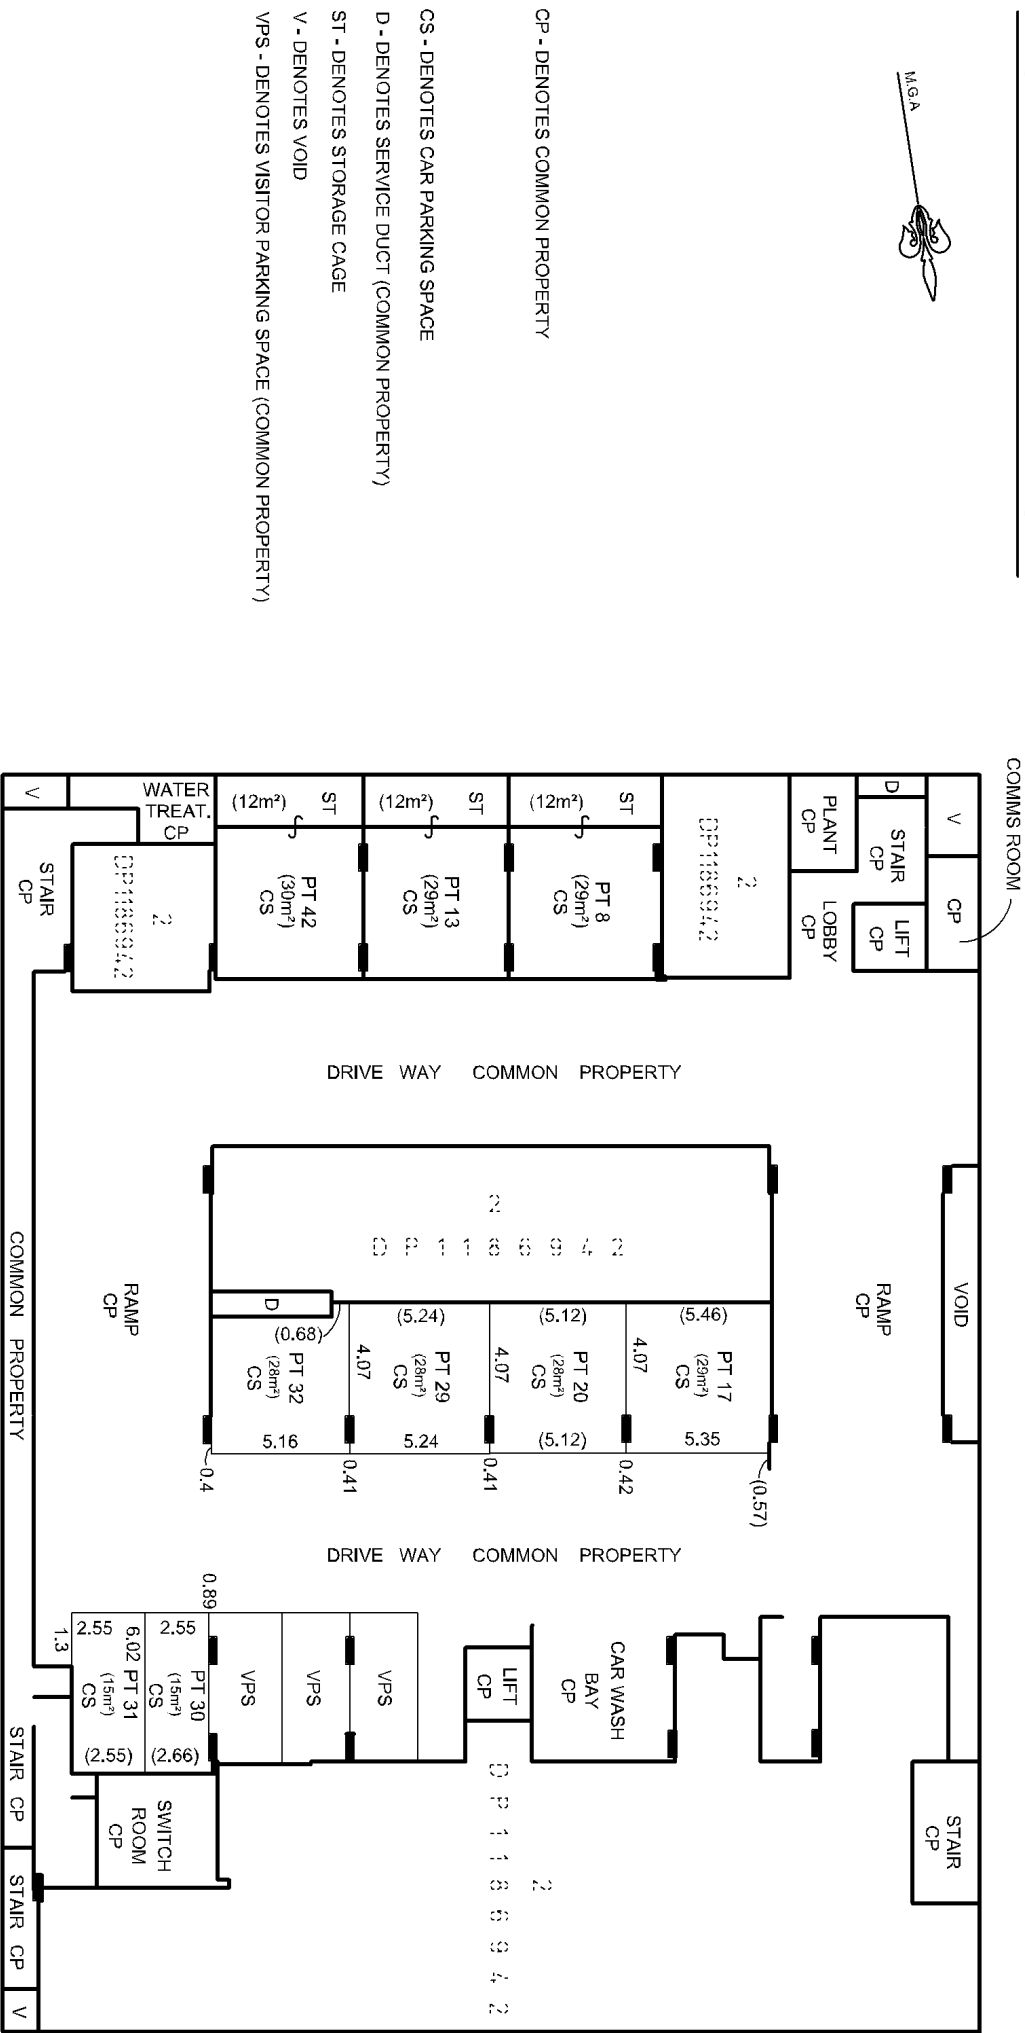 M.G.A
CP - DENOTES COMMON PROPERTY
CS - DENOTES CAR PARKING SPACE
D - DENOTES SERVICE DUCT (COMMON PROPERTY)
ST - DENOTES STORAGE CAGE
V - DENOTES VOID
VPS - DENOTES VISITOR PARKING SPACE (COMMON PROPERTY)
COMMS ROOM
V
CP
D
STAIR
CP
LIFT
CP
PLANT
CP
LOBBY
CP
2
DP1186942
ST
(12m²)
PT 8
(29m²)
CS
ST
(12m²)
PT 13
(29m²)
CS
ST
(12m²)
PT 42
(30m²)
CS
WATER
TREAT.
CP
2
DP1186942
V
STAIR
CP
DRIVE WAY COMMON PROPERTY
VOID
RAMP
CP
2
DP1186942
D
(0.68)
(5.46)
PT 17
(29m²)
CS
5.35
4.07
(5.12)
PT 20
(28m²)
CS
(5.12)
4.07
(5.24)
PT 29
(28m²)
CS
5.24
4.07
PT 32
(28m²)
CS
5.16
(0.57)
0.42
0.41
0.41
0.4
RAMP
CP
COMMON PROPERTY
DRIVE WAY COMMON PROPERTY
CAR WASH
BAY
CP
LIFT
CP
VPS
VPS
VPS
0.89
2.55
PT 30
(15m²)
CS
(2.66)
6.02
2.55
PT 31
(15m²)
CS
(2.55)
1.3
SWITCH
ROOM
CP
STAIR
CP
2
DP1186942
STAIR CP
STAIR CP
V